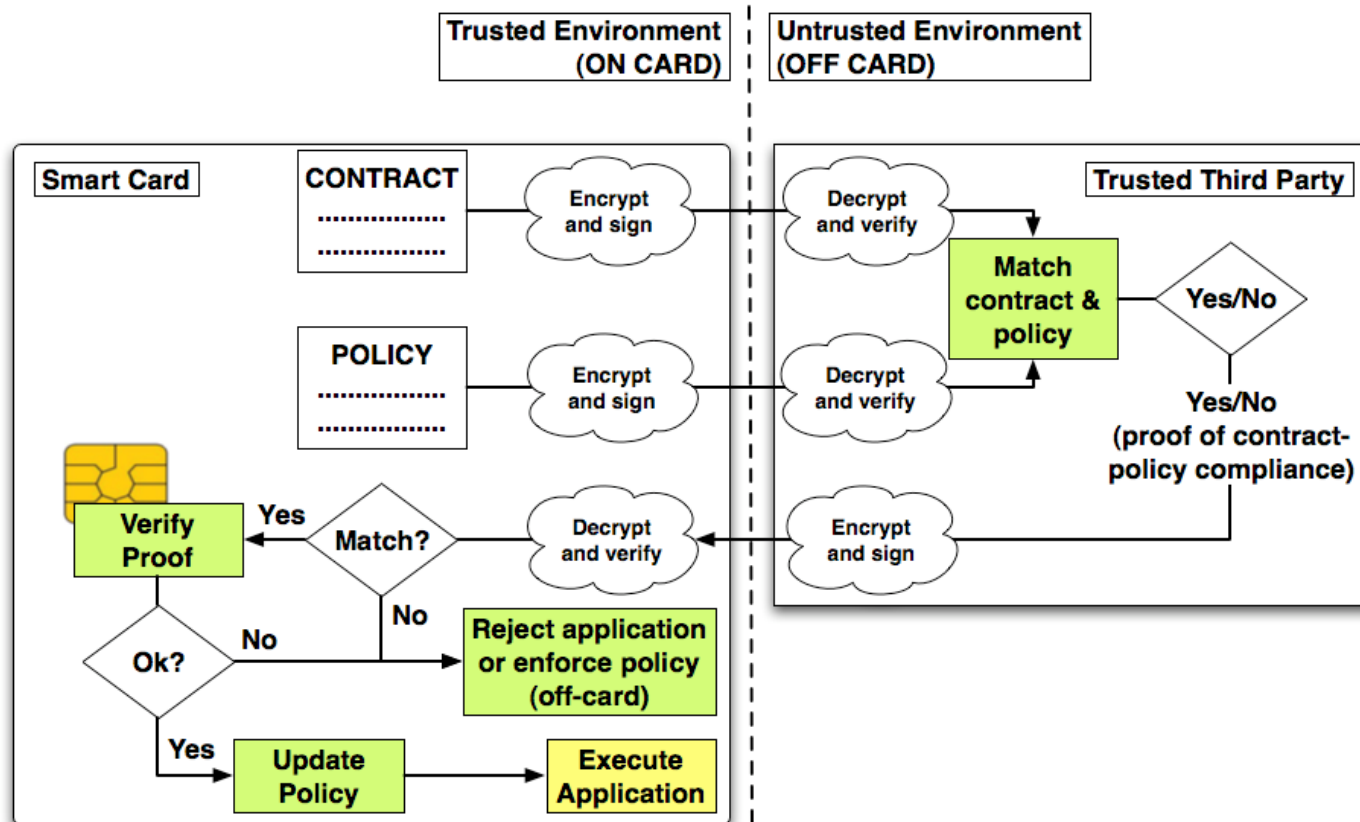 Trusted Environment
(ON CARD)
Untrusted Environment
(OFF CARD)
Smart Card
CONTRACT
.................
.................
Encrypt
and sign
Decrypt
and verify
Trusted Third Party
Match
contract &
policy
Yes/No
POLICY
.................
.................
Encrypt
and sign
Decrypt
and verify
Yes/No
(proof of contract-
policy compliance)
Verify
Proof
Yes
Match?
Decrypt
and verify
Encrypt
and sign
No
Ok?
No
Reject application
or enforce policy
(off-card)
Yes
Update
Policy
Execute
Application